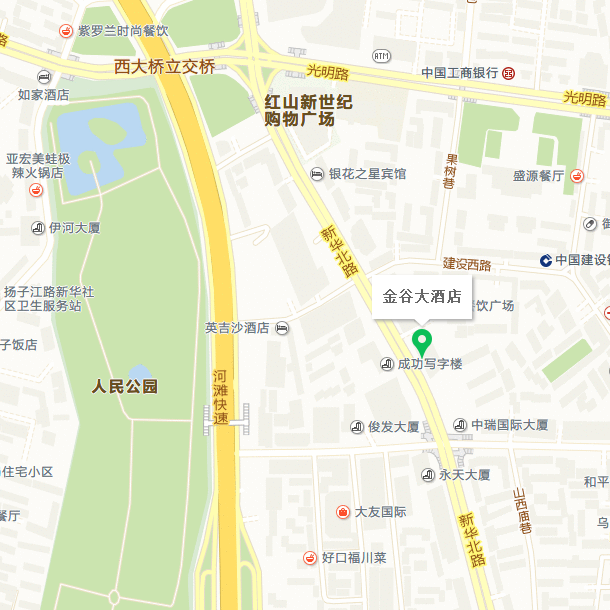 紫罗兰时尚餐饮
路
西大桥立交桥
光明路
ATM
中国工商银行
如家酒店
红山新世纪
购物广场
光明路
亚宏美蛙极
辣火锅店
果树巷
银花之星宾馆
盛源餐厅
伊河大厦
新华北路
御
建设西路
中国建设银
扬子江路新华社
区卫生服务站
金谷大酒店
饮广场
英吉沙酒店
子饭店
成功写字楼
人民公园
河滩快速
俊发大厦
中瑞国际大厦
住宅小区
永天大厦
和平
山西庙巷
餐厅
大友国际
新华北路
乌
好口福川菜